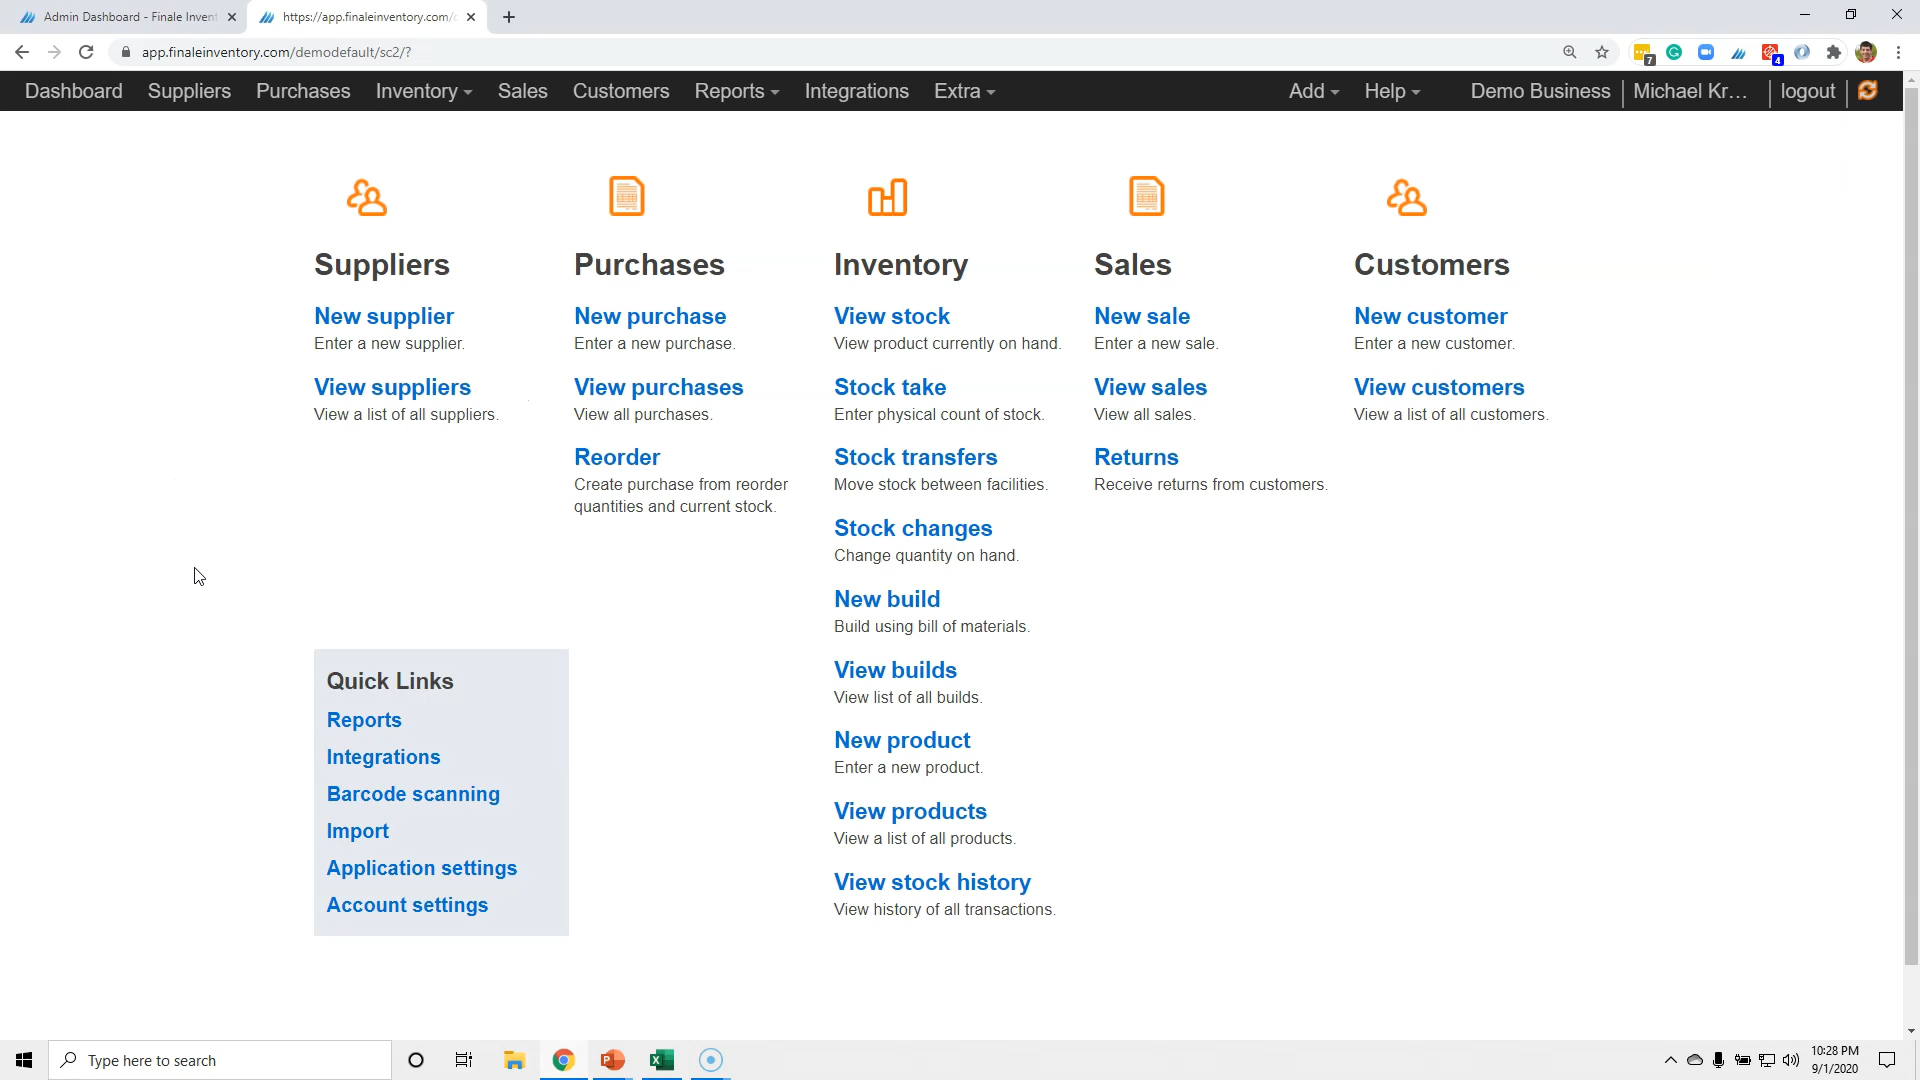 Admin Dashboard - Finale Invent
https://app.finaleinventory.com/
app.finaleinventory.com/demodefault/sc2/?
7
4
Dashboard Suppliers Purchases Inventory Sales Customers Reports Integrations Extra Add Help Demo Business Michael Kr... logout
Suppliers
New supplier
Enter a new supplier.
View suppliers
View a list of all suppliers.
Purchases
New purchase
Enter a new purchase.
View purchases
View all purchases.
Reorder
Create purchase from reorder
quantities and current stock.
Inventory
View stock
View product currently on hand.
Stock take
Enter physical count of stock.
Stock transfers
Move stock between facilities.
Stock changes
Change quantity on hand.
New build
Build using bill of materials.
View builds
View list of all builds.
New product
Enter a new product.
View products
View a list of all products.
View stock history
View history of all transactions.
Sales
New sale
Enter a new sale.
View sales
View all sales.
Returns
Receive returns from customers.
Customers
New customer
Enter a new customer.
View customers
View a list of all customers.
Quick Links
Reports
Integrations
Barcode scanning
Import
Application settings
Account settings
Type here to search
10:28 PM
9/1/2020